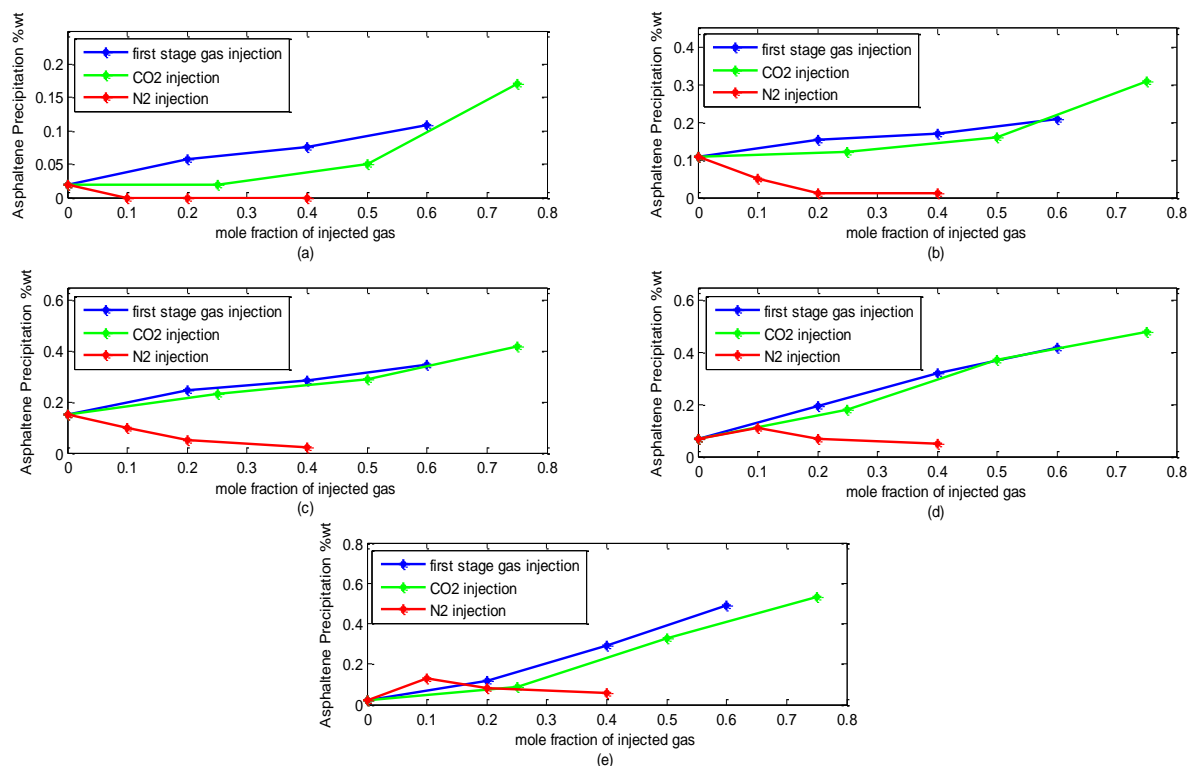 Asphaltene Precipitation %wt
0.2
0.15
0.1
0.05
0
first stage gas injection
CO2 injection
N2 injection
0 0.1 0.2 0.3 0.4 0.5 0.6 0.7 0.8
mole fraction of injected gas
(a)
Asphaltene Precipitation %wt
0.4
0.3
0.2
0.1
0
first stage gas injection
CO2 injection
N2 injection
0 0.1 0.2 0.3 0.4 0.5 0.6 0.7 0.8
mole fraction of injected gas
(b)
Asphaltene Precipitation %wt
0.6
0.4
0.2
0
first stage gas injection
CO2 injection
N2 injection
0 0.1 0.2 0.3 0.4 0.5 0.6 0.7 0.8
mole fraction of injected gas
(c)
Asphaltene Precipitation %wt
0.6
0.4
0.2
0
first stage gas injection
CO2 injection
N2 injection
0 0.1 0.2 0.3 0.4 0.5 0.6 0.7 0.8
mole fraction of injected gas
(d)
Asphaltene Precipitation %wt
0.8
0.6
0.4
0.2
0
first stage gas injection
CO2 injection
N2 injection
0 0.1 0.2 0.3 0.4 0.5 0.6 0.7 0.8
mole fraction of injected gas
(e)